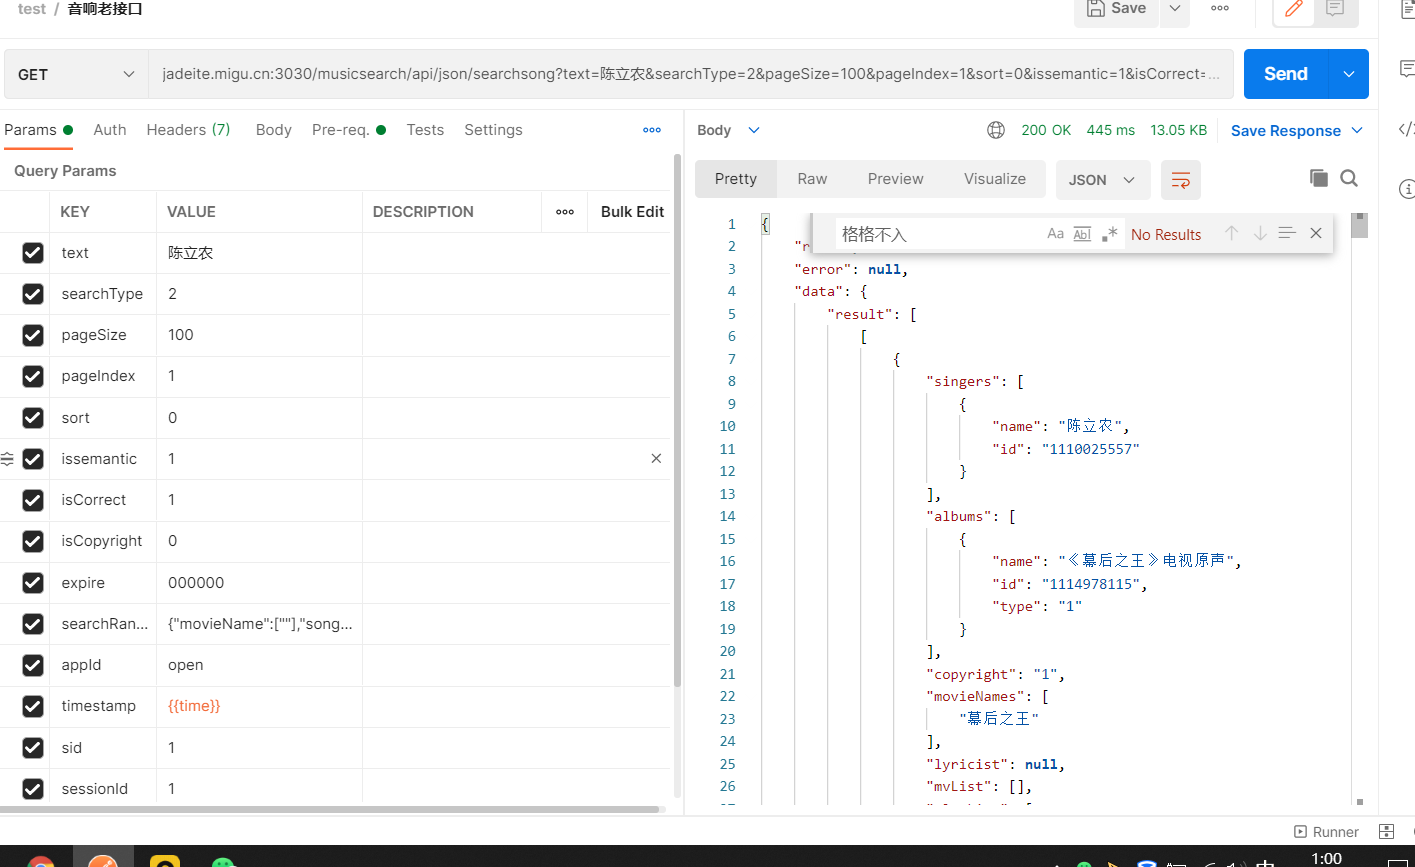 test / 音响老接口
Save
GET
jadeite.migu.cn:3030/musicsearch/api/json/searchsong?text=陈立农&searchType=2&pageSize=100&pageIndex=1&sort=0&issemantic=1&isCorrect=...
Send
Params Auth Headers (7) Body Pre-req. Tests Settings
Query Params
KEY VALUE DESCRIPTION Bulk Edit
text 陈立农
searchType 2
pageSize 100
pageIndex 1
sort 0
issemantic 1
isCorrect 1
isCopyright 0
expire 000000
searchRan... {"movieName":[""],"song...
appId open
timestamp {{time}}
sid 1
sessionId 1
Body 200 OK 445 ms 13.05 KB Save Response
Pretty Raw Preview Visualize JSON
格格不入 Aa Abl .* No Results
1 {
2 "r
3 "error": null,
4 "data": {
5 "result": [
6 [
7 {
8 "singers": [
9 {
10 "name": "陈立农",
11 "id": "1110025557"
12 }
13 ],
14 "albums": [
15 {
16 "name": "《幕后之王》电视原声",
17 "id": "1114978115",
18 "type": "1"
19 }
20 ],
21 "copyright": "1",
22 "movieNames": [
23 "幕后之王"
24 ],
25 "lyricist": null,
26 "mvList": [],
Runner
中 1:00